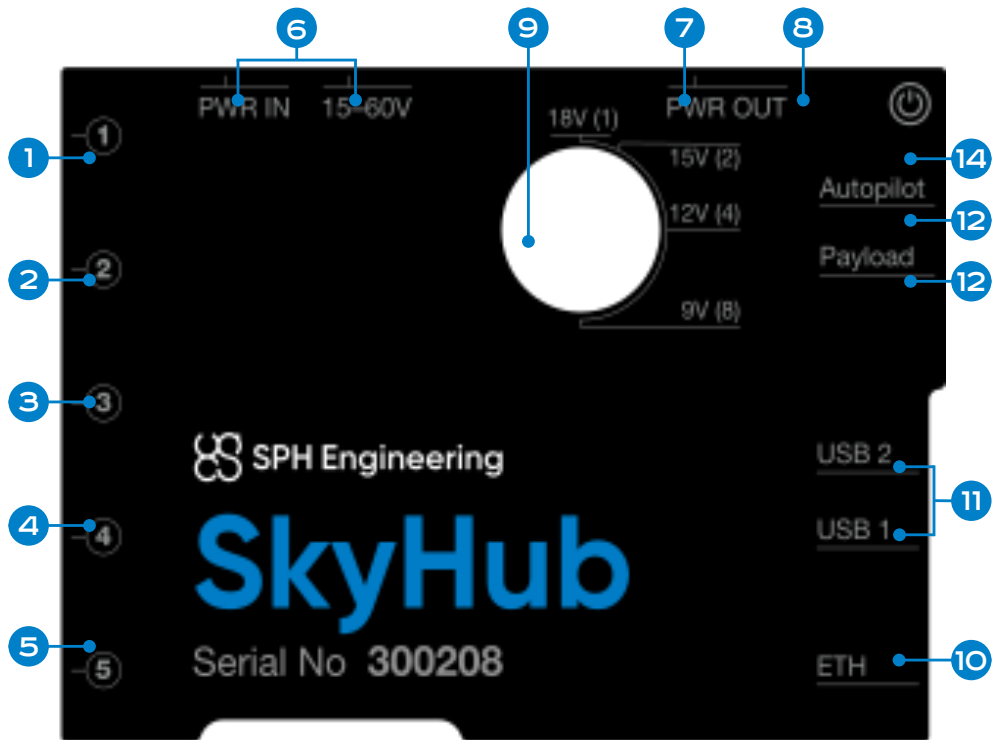 6
9
7
8
PWR IN 15–60V
18V (1)
PWR OUT
1
1
15V (2)
14
Autopilot
12V (4)
12
2
2
Payload
12
9V (8)
3
3
SPH Engineering
USB 2
11
4
4
SkyHub
USB 1
5
5
Serial No 300208
ETH
10